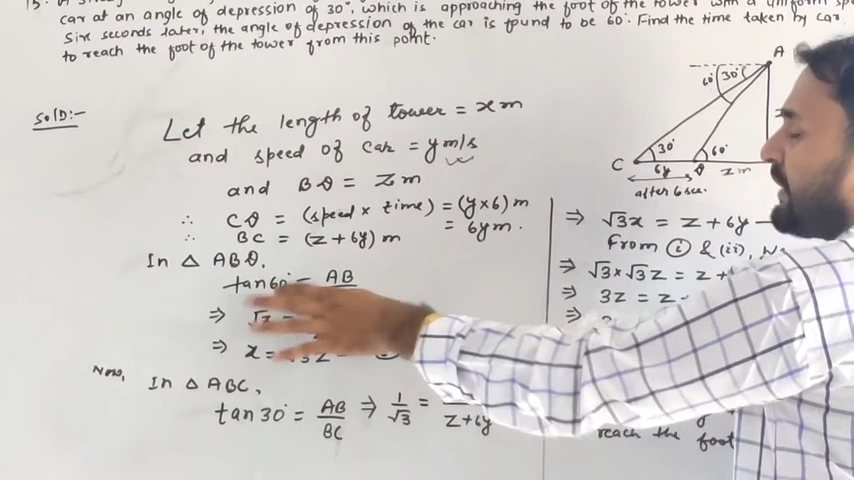 car at an angle of depression of 30°, which is approaching the foot of the tower with a uniform
Six seconds later, the angle of depression of the car is found to be 60°. Find the time taken by car
to reach the foot of the tower from this point.
SolD:-
Let the length of tower = x m
and speed of car = y m/s
and BD = z m
∴ CD = (speed × time) = (y × 6) m
= 6y m.
∴ BC = (z + 6y) m
In △ ABD,
tan 60° = AB
⇒ √3 =
⇒ x = √3z
Now, In △ ABC,
tan 30° = AB/BC ⇒ 1/√3 =
z + 6y
A
60° 30°
30° 60°
C 6y D z m
after 6 sec.
⇒ √3x = z + 6y
From (i) & (ii),
⇒ √3 × √3z = z +
⇒ 3z = z
⇒
reach the foot